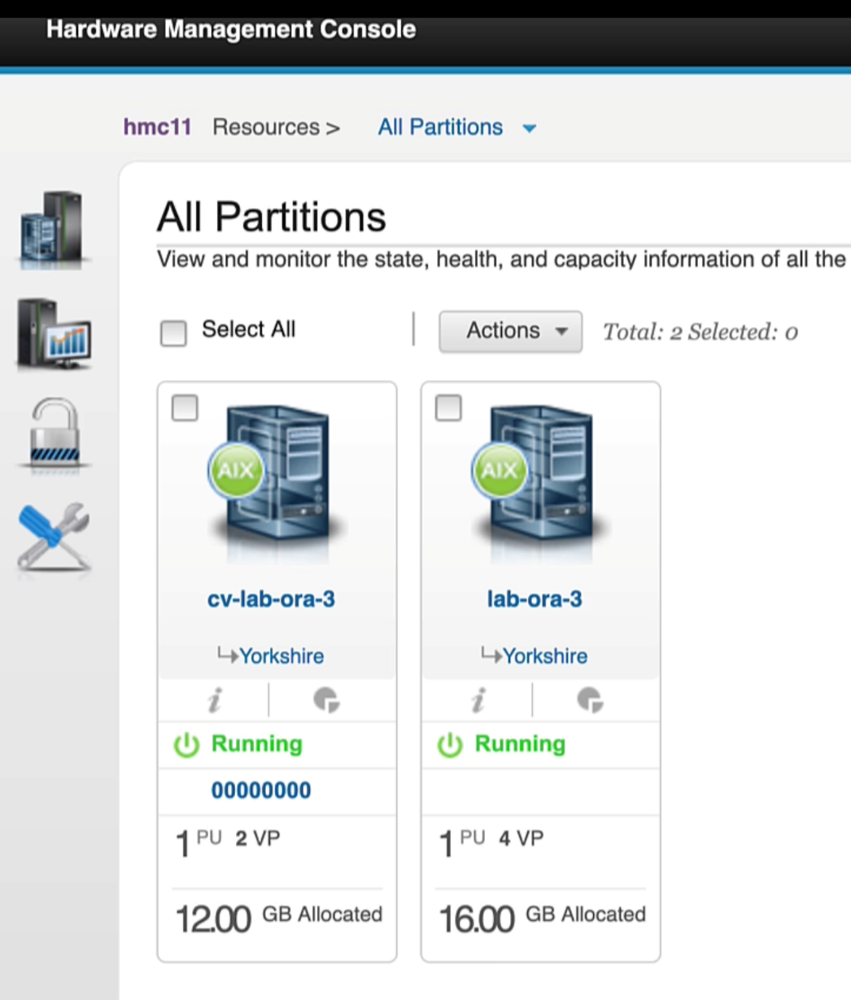 Hardware Management Console
hmc11 Resources > All Partitions
All Partitions
View and monitor the state, health, and capacity information of all the
Select All | Actions Total: 2 Selected: 0
AIX
cv-lab-ora-3
Yorkshire
i
Running
00000000
1 PU 2 VP
12.00 GB Allocated
AIX
lab-ora-3
Yorkshire
i
Running
1 PU 4 VP
16.00 GB Allocated